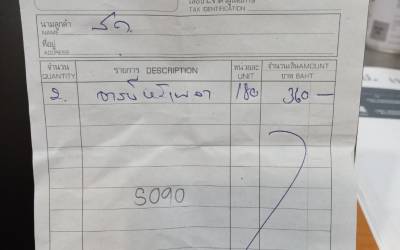 เลขประจำตัวผู้เสียภาษี
TAX IDENTIFICATION
นามลูกค้า
NAME
ที่อยู่
ADDRESS
จำนวน รายการ DESCRIPTION หน่วยละ จำนวนเงิน AMOUNT
QUANTITY UNIT บาท BAHT
2. 180 360 —
S090